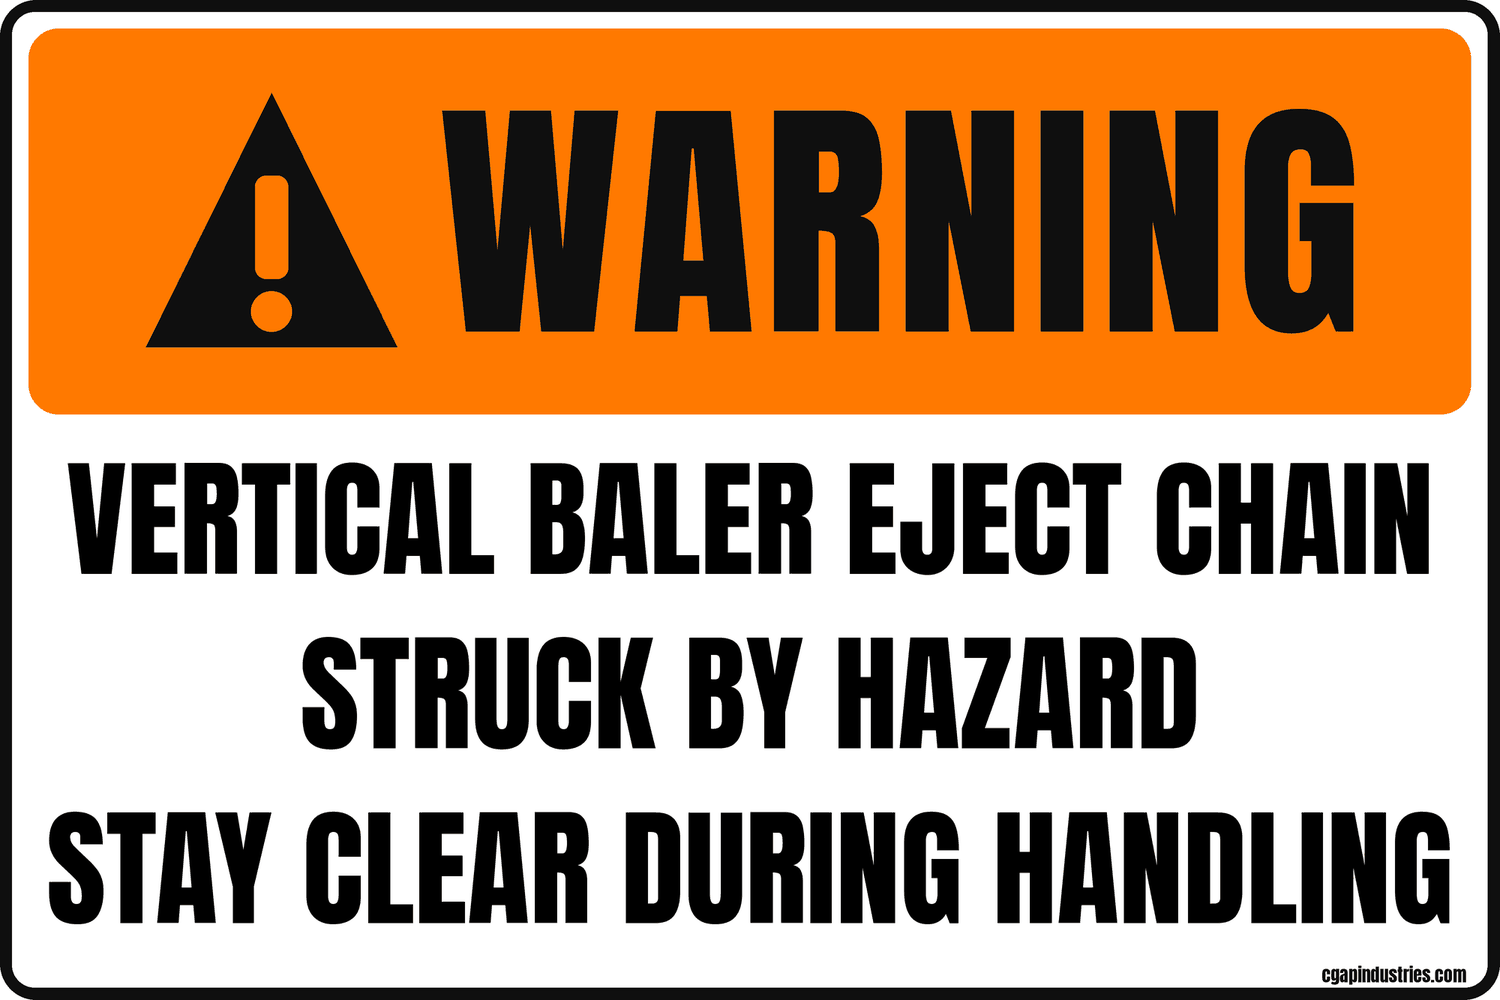 WARNING
VERTICAL BALER EJECT CHAIN
STRUCK BY HAZARD
STAY CLEAR DURING HANDLING
cgapindustries.com